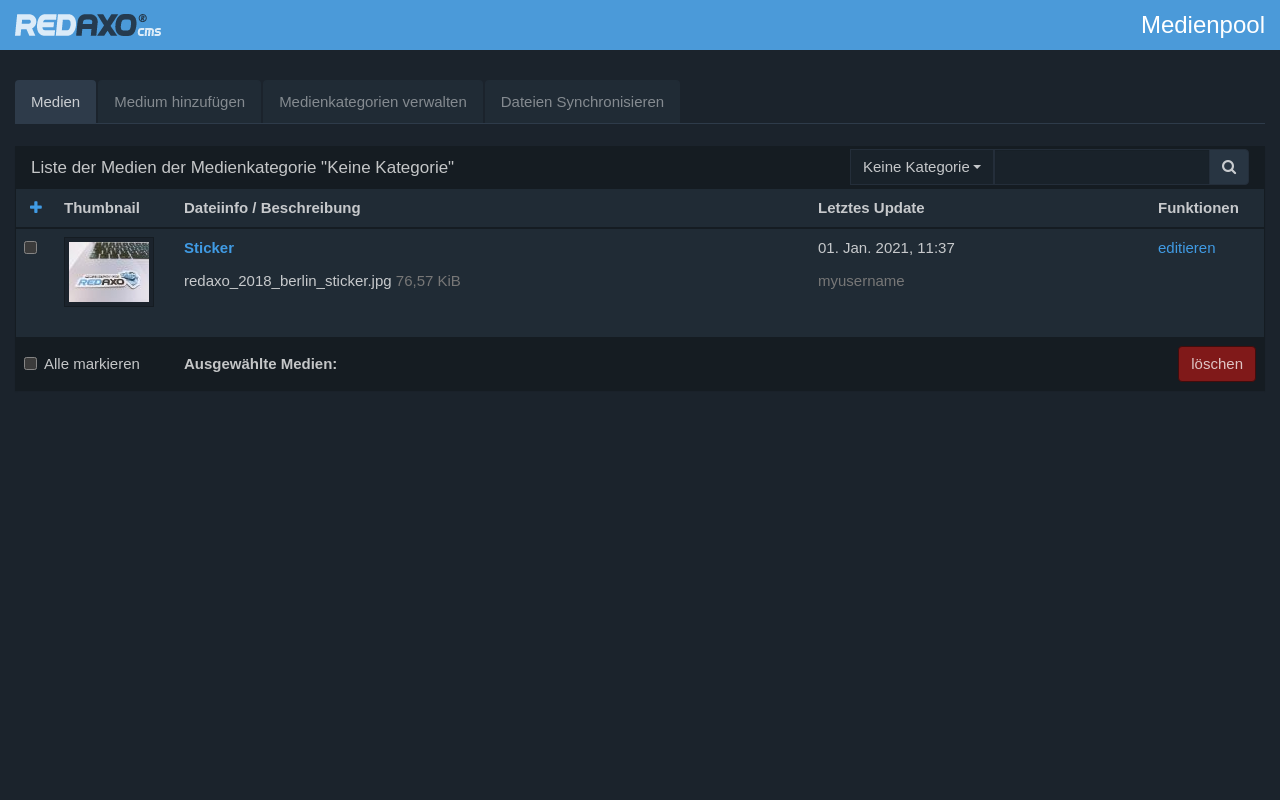 REDAXO® cms
Medienpool
Medien Medium hinzufügen Medienkategorien verwalten Dateien Synchronisieren
Liste der Medien der Medienkategorie "Keine Kategorie" Keine Kategorie
Thumbnail Dateiinfo / Beschreibung Letztes Update Funktionen
Sticker 01. Jan. 2021, 11:37 editieren
REDAXO
redaxo_2018_berlin_sticker.jpg 76,57 KiB myusername
Alle markieren Ausgewählte Medien: löschen